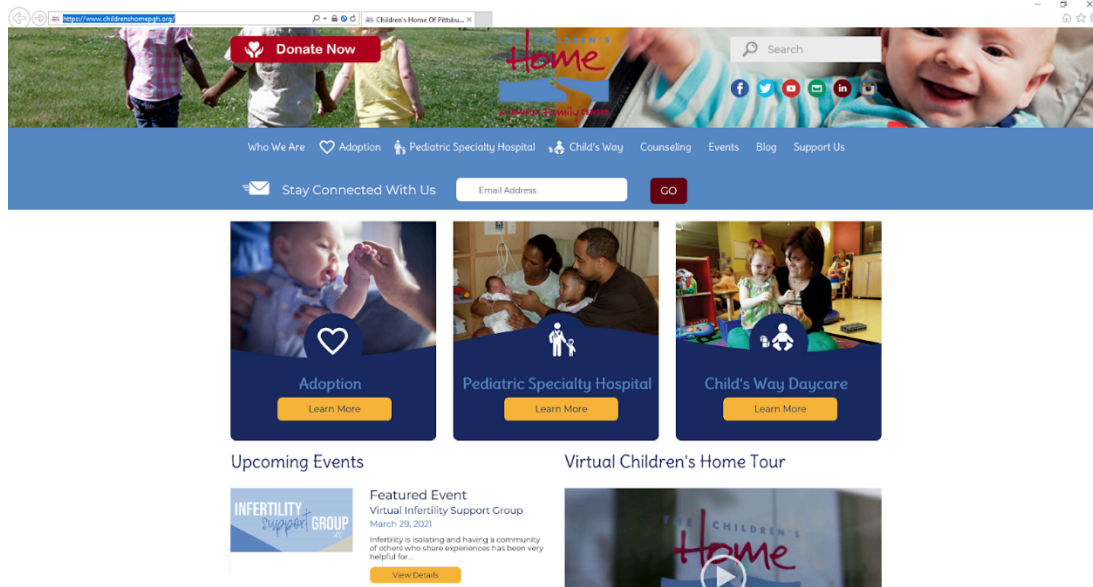 https://www.childrenshomepgh.org/
Children's Home Of Pittsbu...
Donate Now
THE CHILDREN'S
Home
Search
Who We Are Adoption Pediatric Specialty Hospital Child's Way Counseling Events Blog Support Us
Stay Connected With Us Email Address GO
Adoption
Learn More
Pediatric Specialty Hospital
Learn More
Child's Way Daycare
Learn More
Upcoming Events
INFERTILITY
support GROUP
Featured Event
Virtual Infertility Support Group
March 29, 2021
Infertility is isolating and having a community
of others who share experiences has been very
helpful for...
View Details
Virtual Children's Home Tour
THE CHILDREN'S
Home